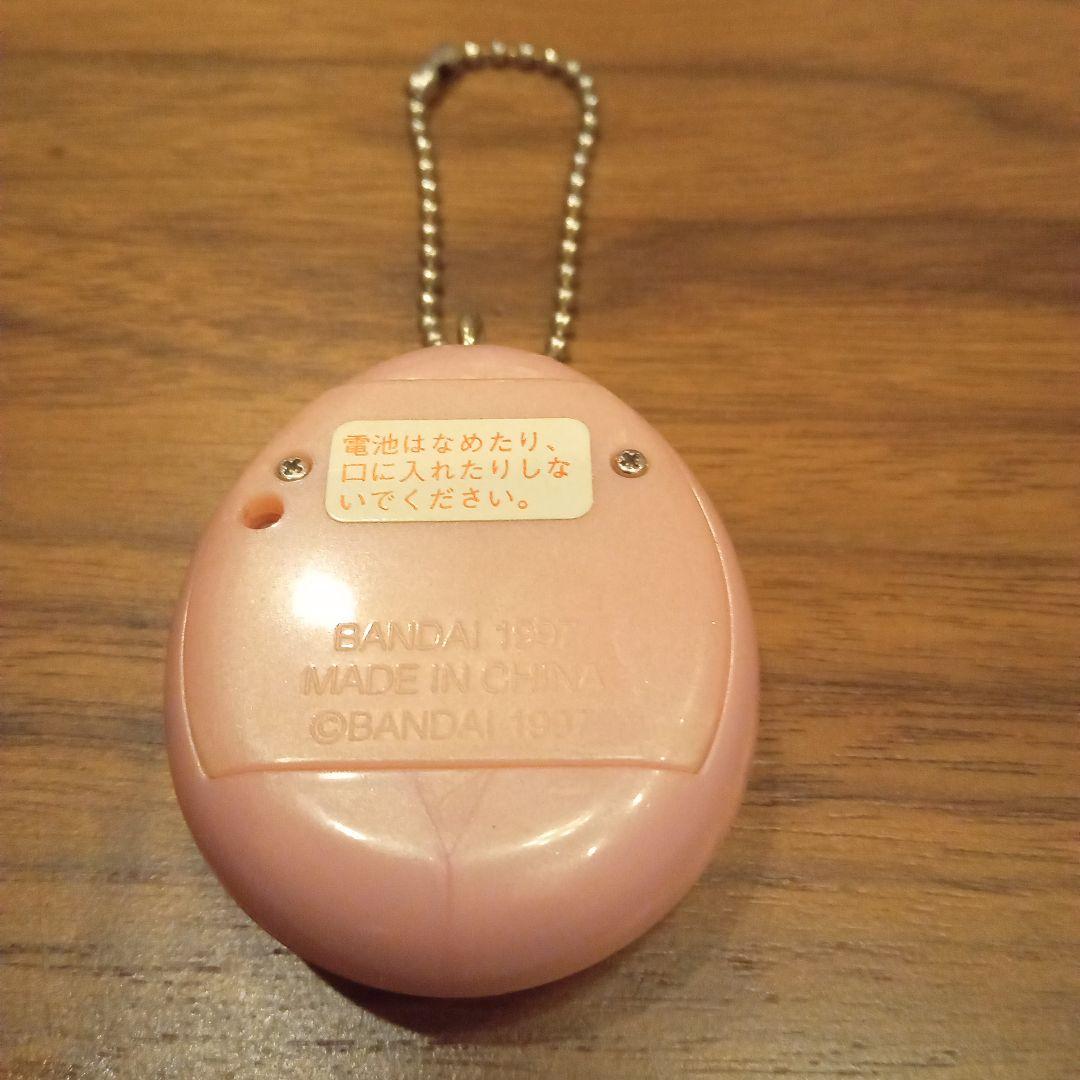 電池はなめたり、
口に入れたりしな
いでください。
BANDAI 1997
MADE IN CHINA
©BANDAI 1997